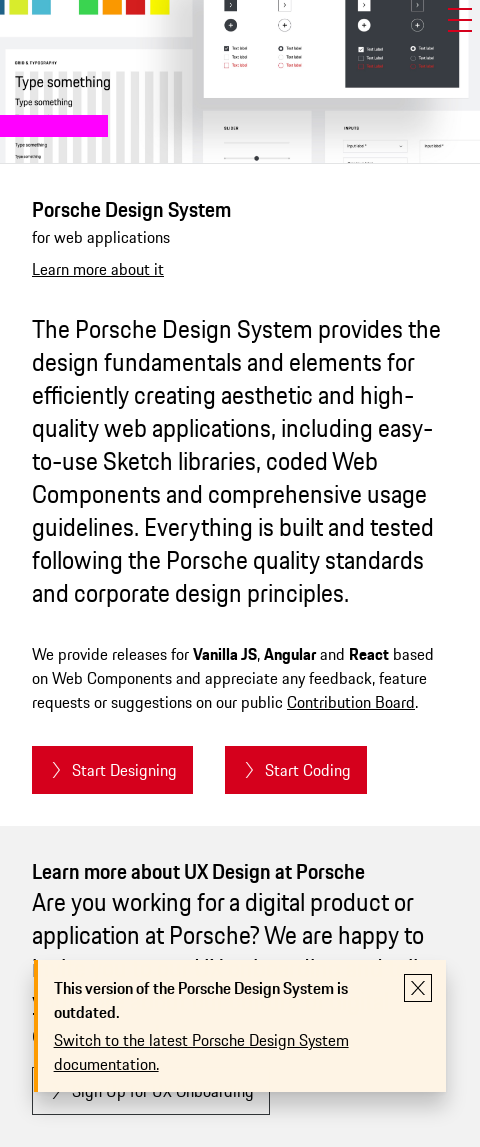 Text label
Text label
Text label
Text label
Text label
Text label
Text label
Text label
Text label
Text label
Text label
Text label
GRID & TYPOGRAPHY
Type something
Type something
Type something
Type something
SLIDER
INPUTS
Input label *
Input label *
Porsche Design System
for web applications
Learn more about it
The Porsche Design System provides the
design fundamentals and elements for
efficiently creating aesthetic and high-
quality web applications, including easy-
to-use Sketch libraries, coded Web
Components and comprehensive usage
guidelines. Everything is built and tested
following the Porsche quality standards
and corporate design principles.
We provide releases for Vanilla JS, Angular and React based
on Web Components and appreciate any feedback, feature
requests or suggestions on our public Contribution Board.
Start Designing
Start Coding
Learn more about UX Design at Porsche
Are you working for a digital product or
application at Porsche? We are happy to
This version of the Porsche Design System is
outdated.
Switch to the latest Porsche Design System
documentation.
Sign Up for UX Onboarding